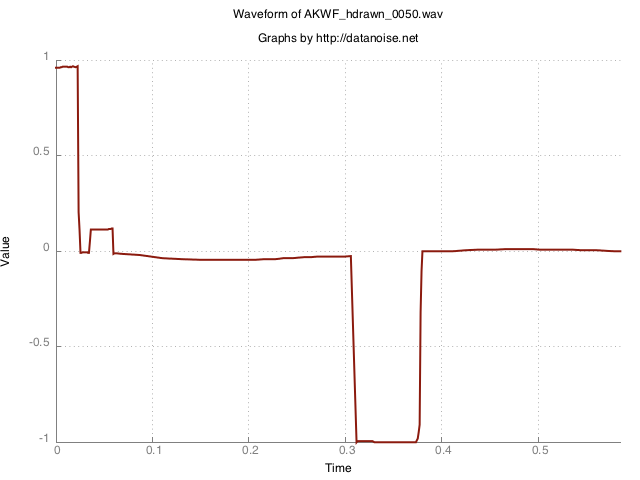 Waveform of AKWF_hdrawn_0050.wav
Graphs by http://datanoise.net
1
0.5
0
-0.5
-1
Value
0 0.1 0.2 0.3 0.4 0.5
Time